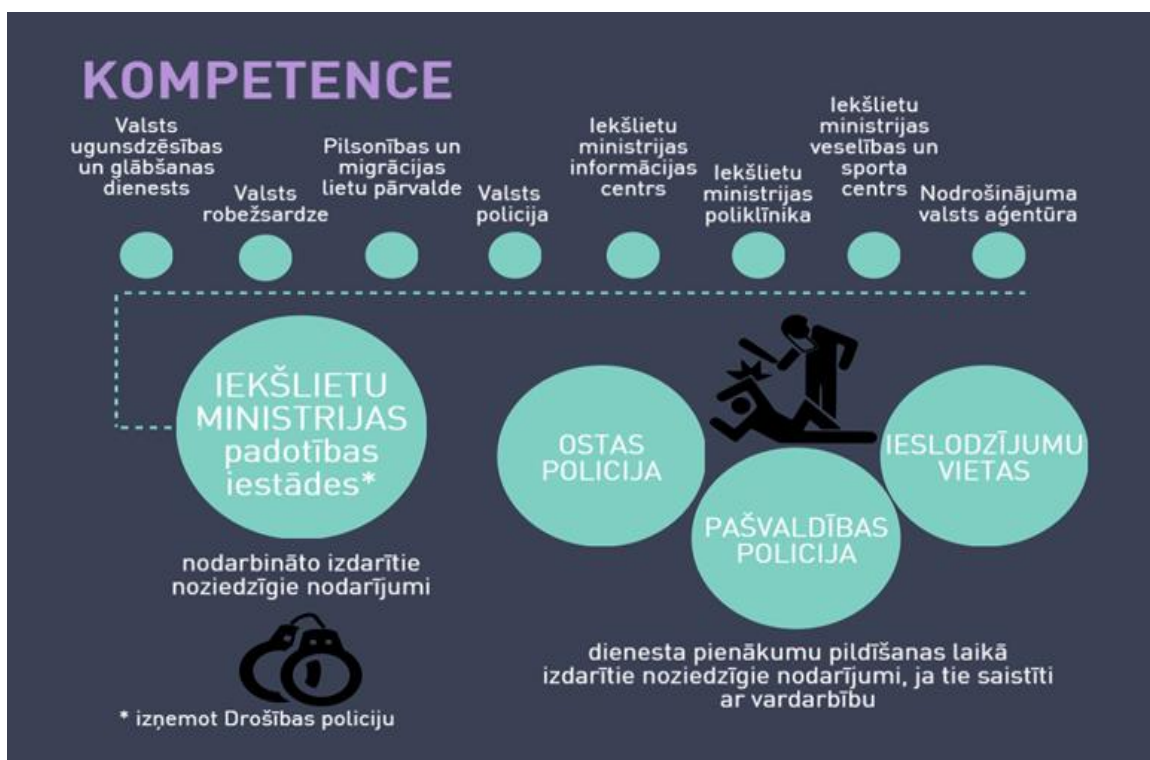 KOMPETENCE
Valsts
ugunsdzēsības
un glābšanas
dienests
Valsts
robežsardze
Pilsonības un
migrācijas
lietu pārvalde
Valsts
policija
Iekšlietu
ministrijas
informācijas
centrs
Iekšlietu
ministrijas
poliklīnika
Iekšlietu
ministrijas
veselības un
sporta
centrs
Nodrošinājuma
valsts aģentūra
IEKŠLIETU
MINISTRIJAS
padotības
iestādes*
nodarbināto izdarītie
noziedzīgie nodarījumi
* izņemot Drošības policiju
OSTAS
POLICIJA
PAŠVALDĪBAS
POLICIJA
IESLODZĪJUMU
VIETAS
dienesta pienākumu pildīšanas laikā
izdarītie noziedzīgie nodarījumi, ja tie saistīti
ar vardarbību